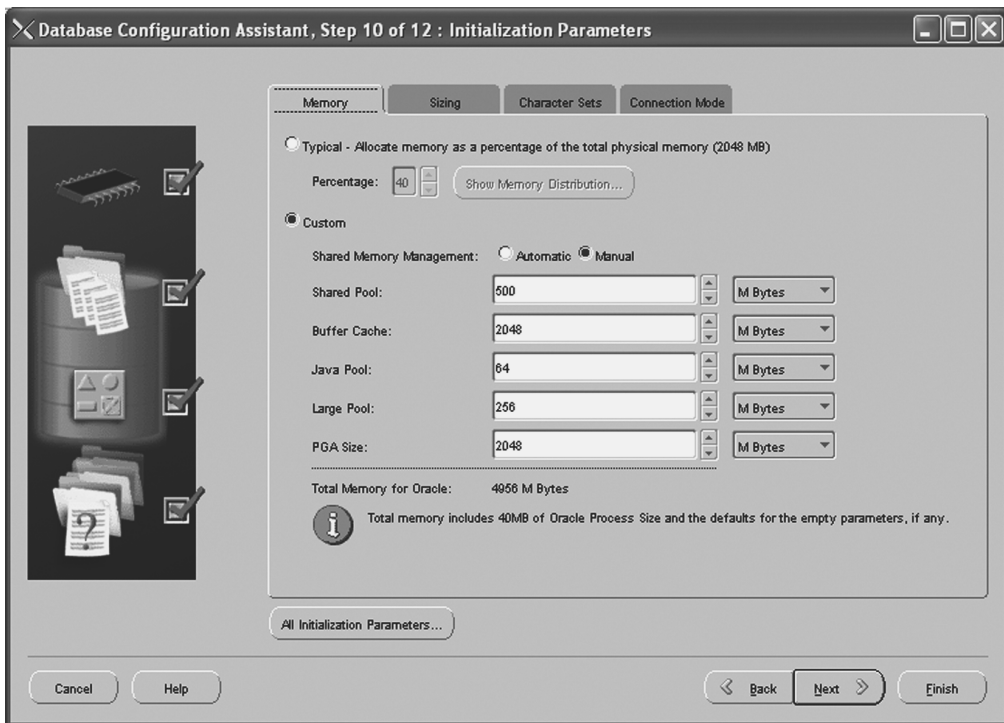 Database Configuration Assistant, Step 10 of 12 : Initialization Parameters
Memory Sizing Character Sets Connection Mode
Typical - Allocate memory as a percentage of the total physical memory (2048 MB)
Percentage: 40 Show Memory Distribution...
Custom
Shared Memory Management: Automatic Manual
Shared Pool: 500 M Bytes
Buffer Cache: 2048 M Bytes
Java Pool: 64 M Bytes
Large Pool: 256 M Bytes
PGA Size: 2048 M Bytes
Total Memory for Oracle: 4956 M Bytes
Total memory includes 40MB of Oracle Process Size and the defaults for the empty parameters, if any.
All Initialization Parameters...
Cancel Help Back Next Finish